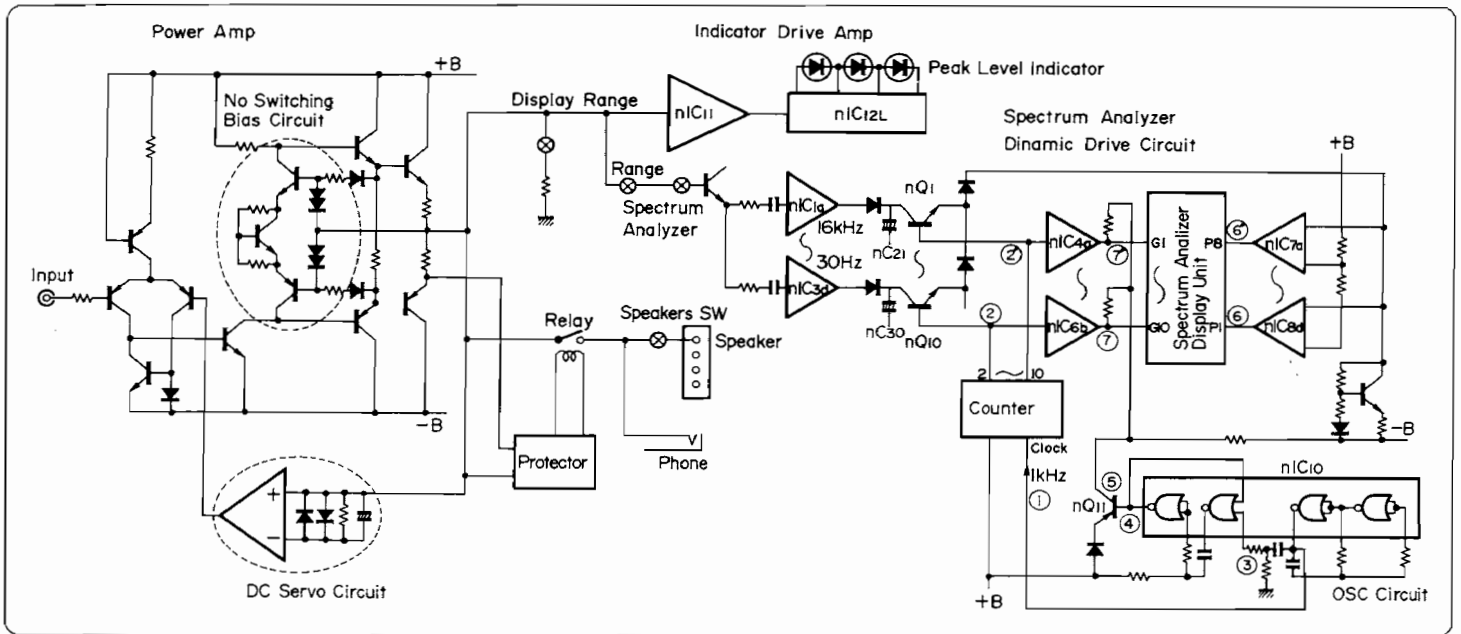 Power Amp
Indicator Drive Amp
+B
No Switching
Bias Circuit
Display Range
nIC11
nIC12L
Peak Level Indicator
Spectrum Analyzer
Dinamic Drive Circuit
+B
Range
Spectrum
Analyzer
nIC1a
16kHz
nC21
nQ1
2'
nIC4a
7'
G1
P8
6'
nIC7a
Input
nIC3d
30Hz
nC30
nQ10
2
nIC6b
7
G10
P1
6
nIC8d
Spectrum Analizer
Display Unit
Relay
Speakers SW
Speaker
2
10
Counter
Clock
1kHz
1
-B
-B
Protector
V
Phone
+
-
DC Servo Circuit
nIC10
5
nQ11
4
3
+B
OSC Circuit